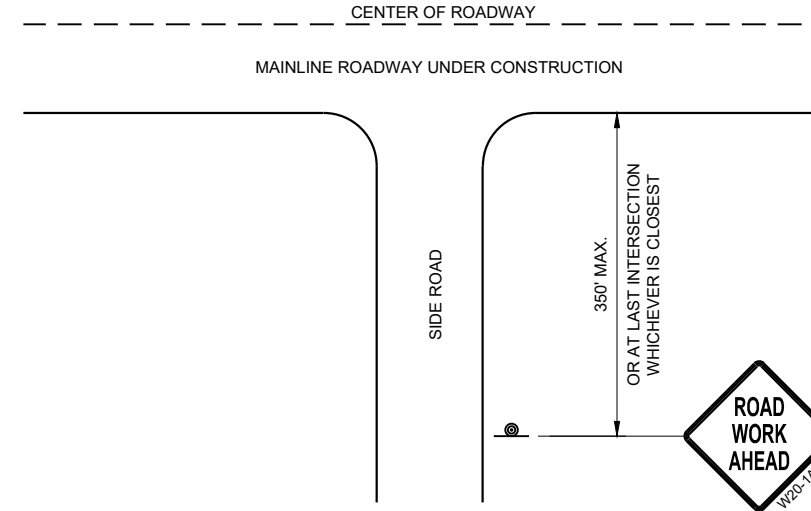 CENTER OF ROADWAY
MAINLINE ROADWAY UNDER CONSTRUCTION
SIDE ROAD
350' MAX.
OR AT LAST INTERSECTION
WHICHEVER IS CLOSEST
ROAD
WORK
AHEAD